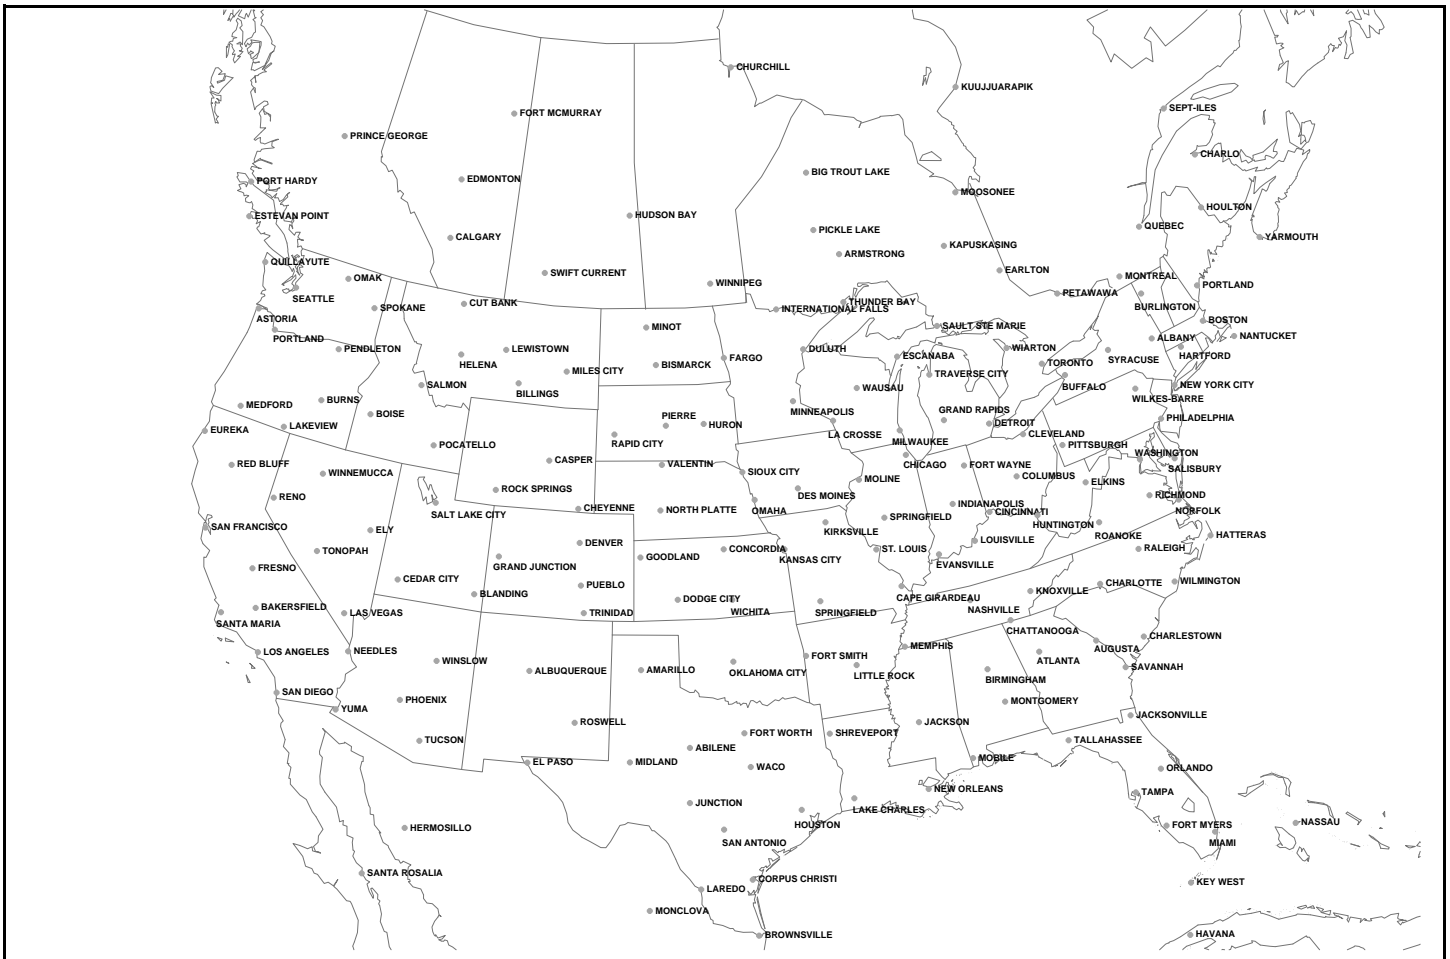 CHURCHILL
KUUJJUARAPIK
SEPT-ILES
FORT MCMURRAY
PRINCE GEORGE
CHARLO
BIG TROUT LAKE
EDMONTON
PORT HARDY
MOOSONEE
HOULTON
ESTEVAN POINT
HUDSON BAY
QUEBEC
PICKLE LAKE
CALGARY
YARMOUTH
KAPUSKASING
ARMSTRONG
QUILLAYUTE
EARLTON
SWIFT CURRENT
MONTREAL
OMAK
WINNIPEG
PORTLAND
PETAWAWA
SEATTLE
THUNDER BAY
CUT BANK
SPOKANE
INTERNATIONAL FALLS
BURLINGTON
ASTORIA
BOSTON
MINOT
SAULT STE MARIE
NANTUCKET
PORTLAND
ALBANY
PENDLETON
LEWISTOWN
DULUTH
WIARTON
ESCANABA
HARTFORD
FARGO
SYRACUSE
HELENA
BISMARCK
TORONTO
MILES CITY
TRAVERSE CITY
SALMON
BUFFALO
NEW YORK CITY
WAUSAU
BILLINGS
WILKES-BARRE
BURNS
MEDFORD
GRAND RAPIDS
MINNEAPOLIS
BOISE
PIERRE
PHILADELPHIA
HURON
DETROIT
LAKEVIEW
EUREKA
CLEVELAND
LA CROSSE
RAPID CITY
MILWAUKEE
POCATELLO
PITTSBURGH
WASHINGTON
CASPER
RED BLUFF
VALENTIN
CHICAGO
FORT WAYNE
SALISBURY
WINNEMUCCA
SIOUX CITY
COLUMBUS
MOLINE
ELKINS
ROCK SPRINGS
DES MOINES
RICHMOND
RENO
INDIANAPOLIS
CHEYENNE
NORTH PLATTE
OMAHA
CINCINNATI
NORFOLK
SALT LAKE CITY
SPRINGFIELD
HUNTINGTON
SAN FRANCISCO
ELY
KIRKSVILLE
ROANOKE
HATTERAS
LOUISVILLE
DENVER
TONOPAH
CONCORDIA
ST. LOUIS
RALEIGH
GOODLAND
KANSAS CITY
EVANSVILLE
GRAND JUNCTION
FRESNO
CEDAR CITY
WILMINGTON
PUEBLO
CHARLOTTE
KNOXVILLE
BLANDING
DODGE CITY
CAPE GIRARDEAU
BAKERSFIELD
LAS VEGAS
TRINIDAD
WICHITA
SPRINGFIELD
NASHVILLE
SANTA MARIA
CHATTANOOGA
CHARLESTOWN
MEMPHIS
AUGUSTA
LOS ANGELES
NEEDLES
FORT SMITH
WINSLOW
ATLANTA
SAVANNAH
ALBUQUERQUE
AMARILLO
OKLAHOMA CITY
LITTLE ROCK
BIRMINGHAM
SAN DIEGO
PHOENIX
MONTGOMERY
YUMA
JACKSONVILLE
ROSWELL
JACKSON
FORT WORTH
SHREVEPORT
TUCSON
TALLAHASSEE
ABILENE
MOBILE
EL PASO
MIDLAND
WACO
ORLANDO
NEW ORLEANS
TAMPA
JUNCTION
LAKE CHARLES
NASSAU
HOUSTON
FORT MYERS
HERMOSILLO
SAN ANTONIO
MIAMI
SANTA ROSALIA
CORPUS CHRISTI
KEY WEST
LAREDO
MONCLOVA
BROWNSVILLE
HAVANA